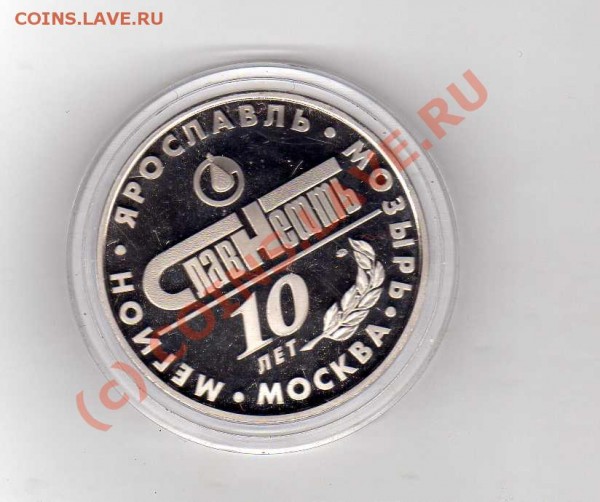 COINS.LAVE.RU
МЕГИОН • ЯРОСЛАВЛЬ • МОЗЫРЬ • МОСКВА •
СлавНефть
10
ЛЕТ
(c) COINS.LAVE.RU